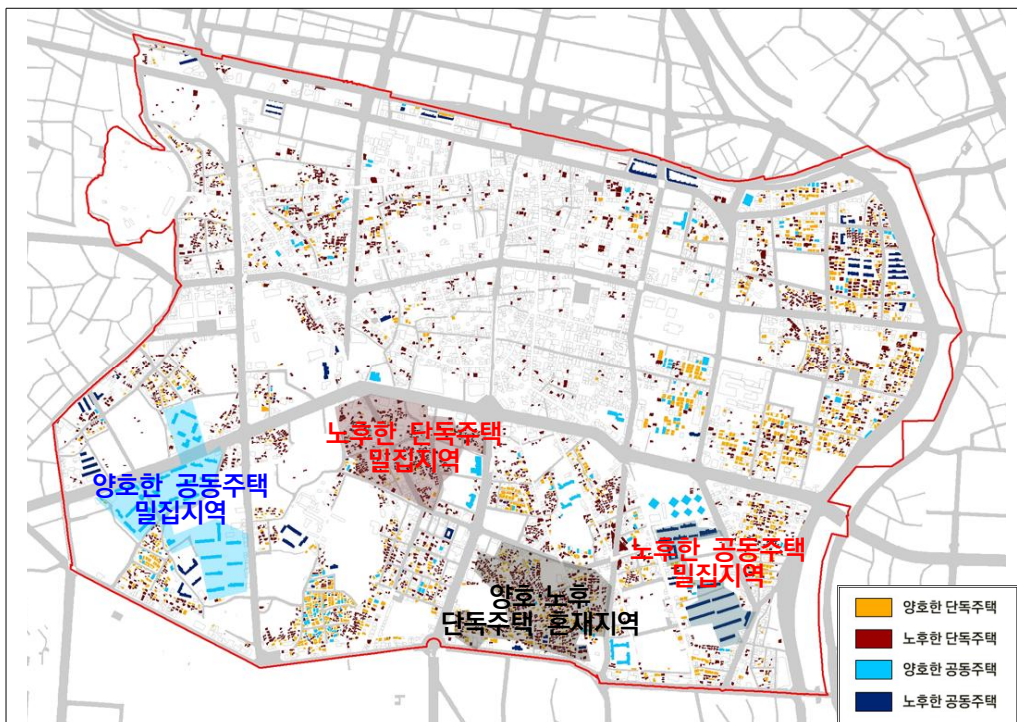 노후한 단독주택
밀집지역
양호한 공동주택
밀집지역
노후한 공동주택
밀집지역
양호 노후
단독주택 혼재지역
양호한 단독주택
노후한 단독주택
양호한 공동주택
노후한 공동주택